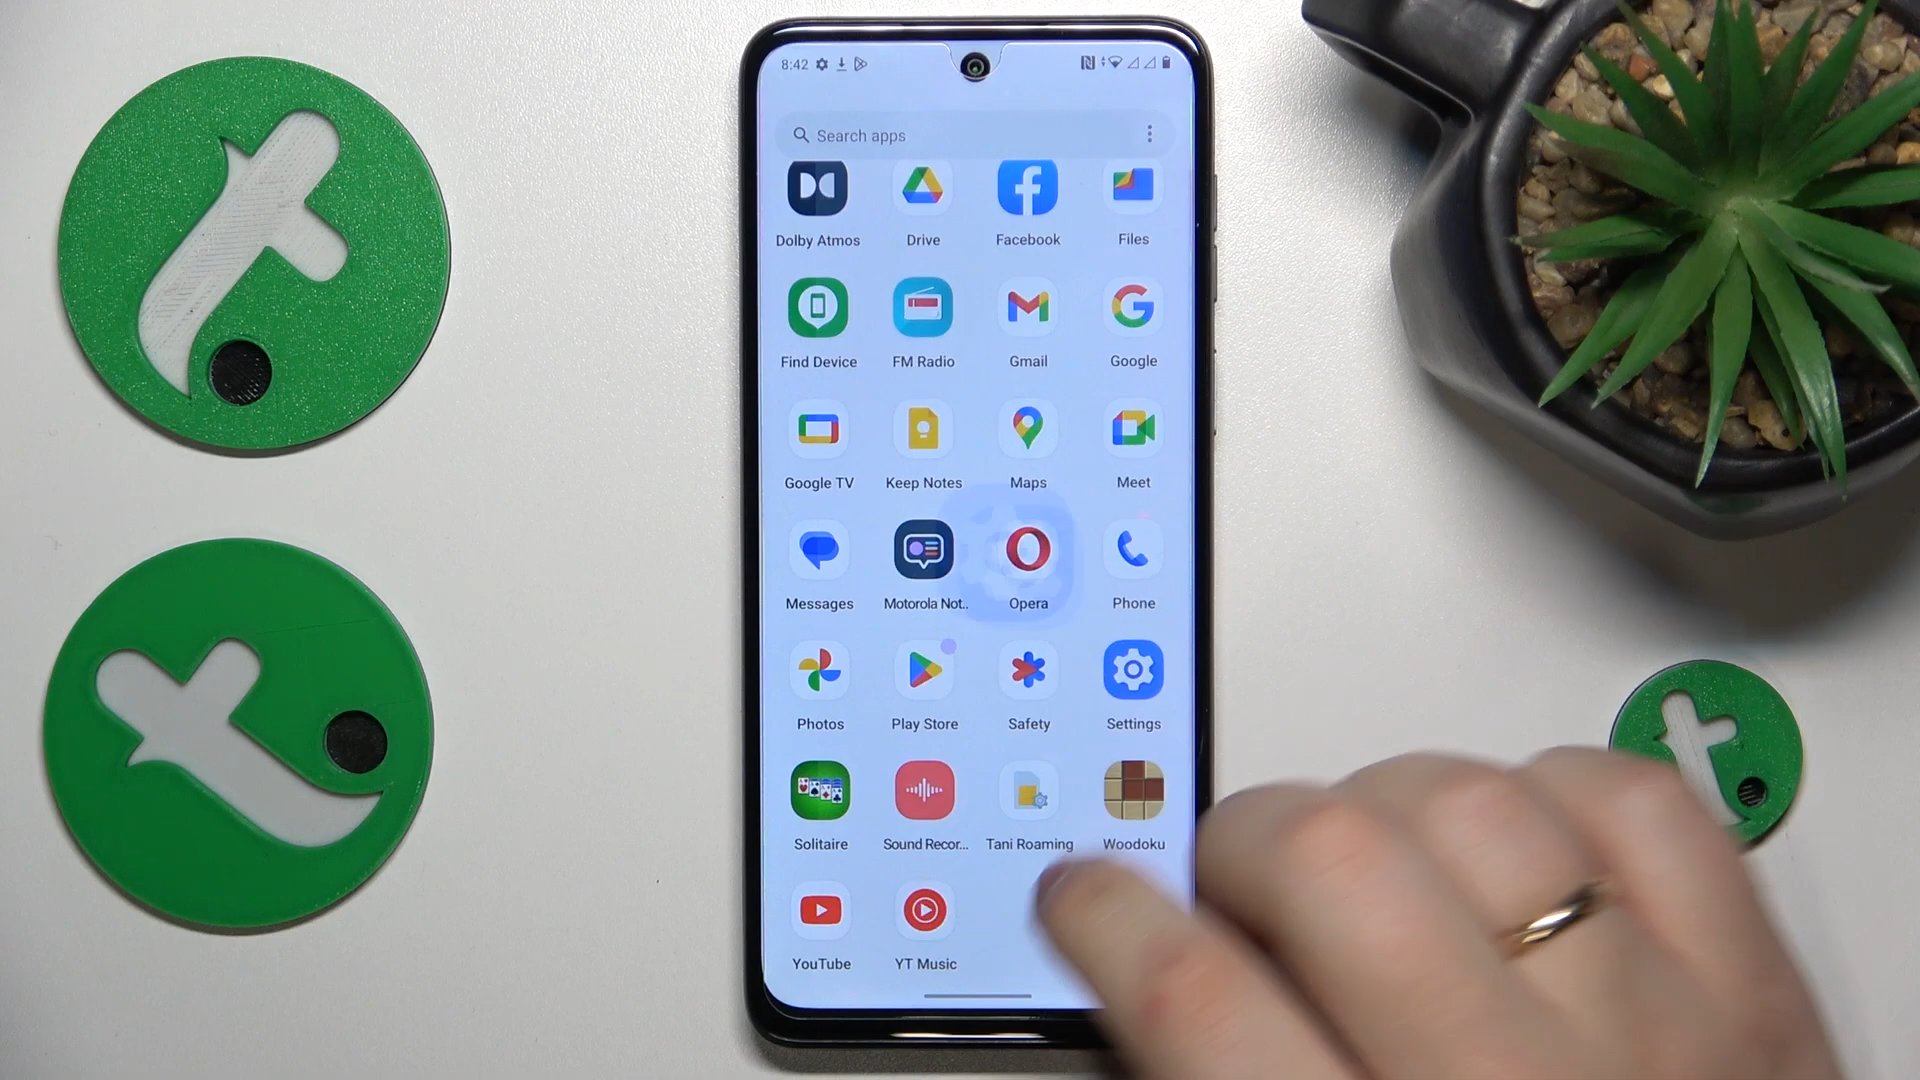 8:42
Search apps
Dolby Atmos Drive Facebook Files
Find Device FM Radio Gmail Google
Google TV Keep Notes Maps Meet
Messages Motorola Not.. Opera Phone
Photos Play Store Safety Settings
Solitaire Sound Recor... Tani Roaming Woodoku
YouTube YT Music